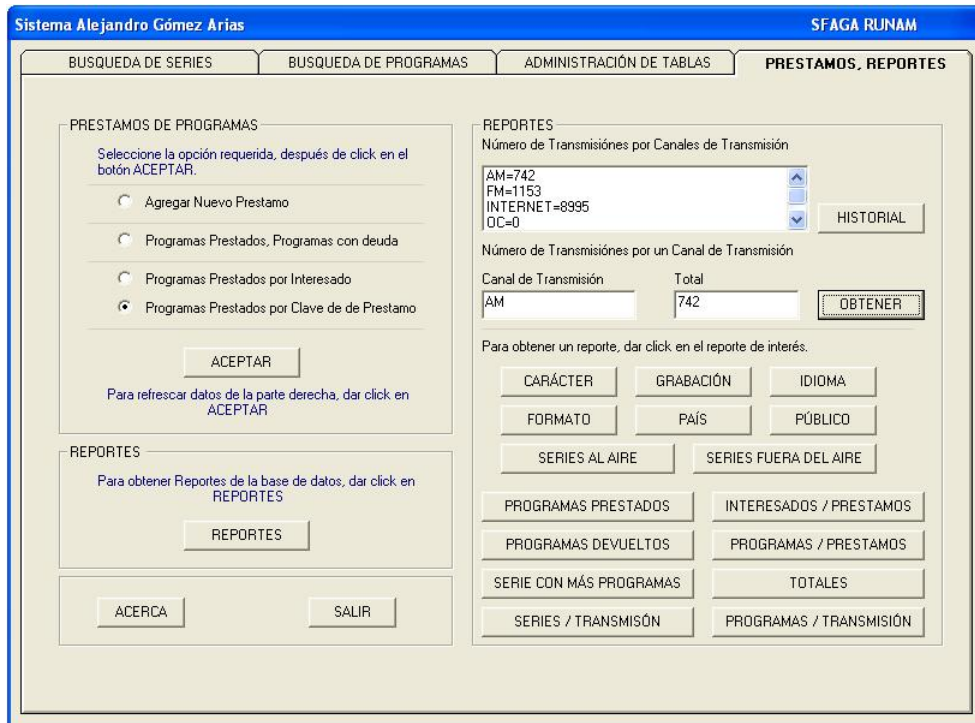 Sistema Alejandro Gómez Arias
SFAGA RUNAM
BUSQUEDA DE SERIES
BUSQUEDA DE PROGRAMAS
ADMINISTRACIÓN DE TABLAS
PRESTAMOS, REPORTES
PRESTAMOS DE PROGRAMAS
Seleccione la opción requerida, después de click en el
botón ACEPTAR.
Agregar Nuevo Prestamo
Programas Prestados, Programas con deuda
Programas Prestados por Interesado
Programas Prestados por Clave de de Prestamo
ACEPTAR
Para refrescar datos de la parte derecha, dar click en
ACEPTAR
REPORTES
Para obtener Reportes de la base de datos, dar click en
REPORTES
REPORTES
ACERCA
SALIR
REPORTES
Número de Transmisiónes por Canales de Transmisión
AM=742
FM=1153
INTERNET=8995
OC=0
HISTORIAL
Número de Transmisiónes por un Canal de Transmisión
Canal de Transmisión
Total
AM
742
OBTENER
Para obtener un reporte, dar click en el reporte de interés.
CARÁCTER
GRABACIÓN
IDIOMA
FORMATO
PAÍS
PÚBLICO
SERIES AL AIRE
SERIES FUERA DEL AIRE
PROGRAMAS PRESTADOS
INTERESADOS / PRESTAMOS
PROGRAMAS DEVUELTOS
PROGRAMAS / PRESTAMOS
SERIE CON MÁS PROGRAMAS
TOTALES
SERIES / TRANSMISÓN
PROGRAMAS / TRANSMISIÓN